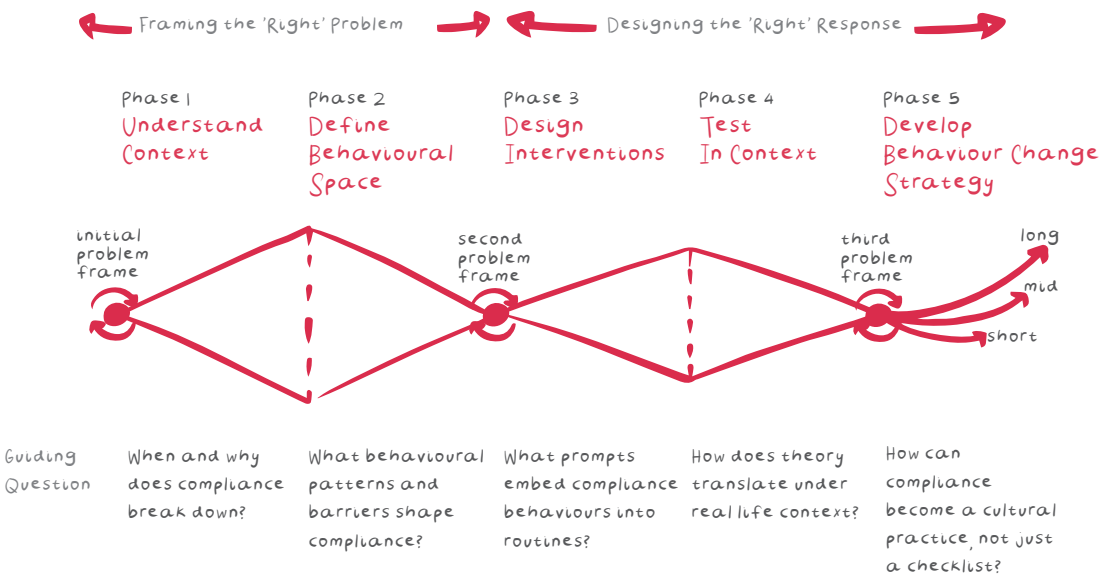 Framing the 'Right' Problem
Designing the 'Right' Response
Phase 1
Understand
Context
Phase 2
Define
Behavioural
Space
Phase 3
Design
Interventions
Phase 4
Test
In Context
Phase 5
Develop
Behaviour Change
Strategy
initial
problem
frame
second
problem
frame
third
problem
frame
long
mid
short
Guiding
Question
When and why
does compliance
break down?
What behavioural
patterns and
barriers shape
compliance?
What prompts
embed compliance
behaviours into
routines?
How does theory
translate under
real life context?
How can
compliance
become a cultural
practice, not just
a checklist?